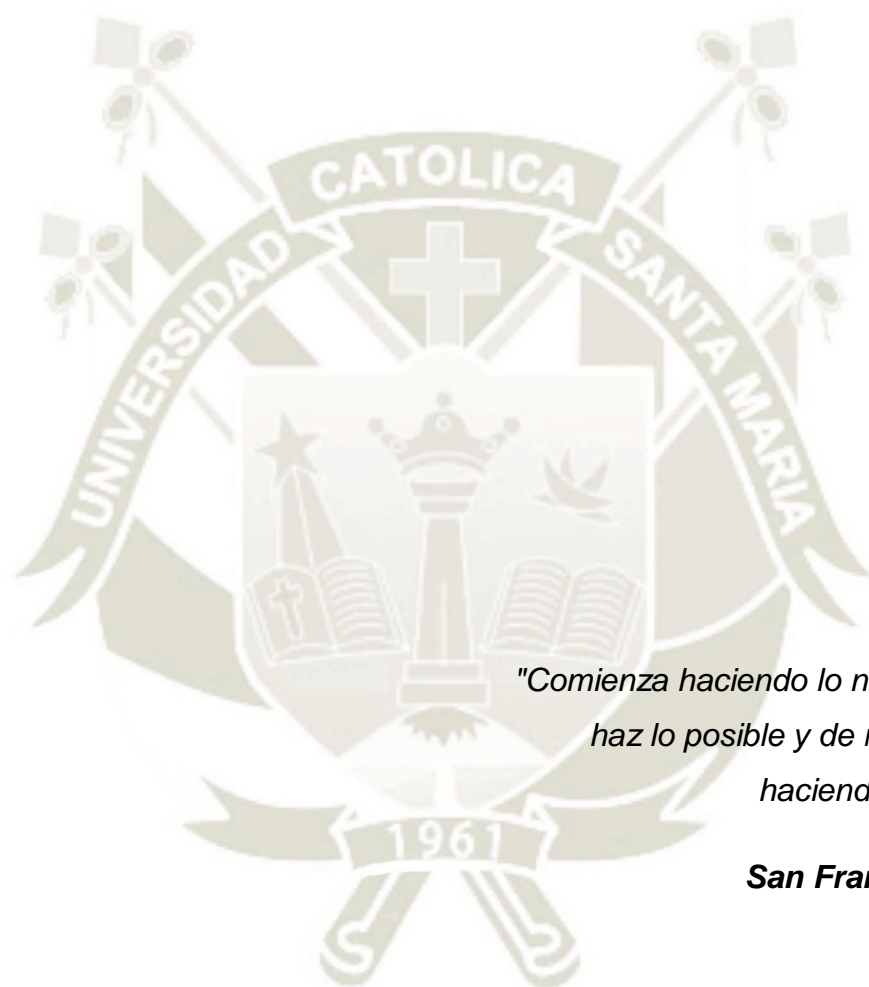 CATOLICA
UNIVERSIDAD
SANTA MARIA
"Comienza haciendo lo
haz lo posible y de
1961
San